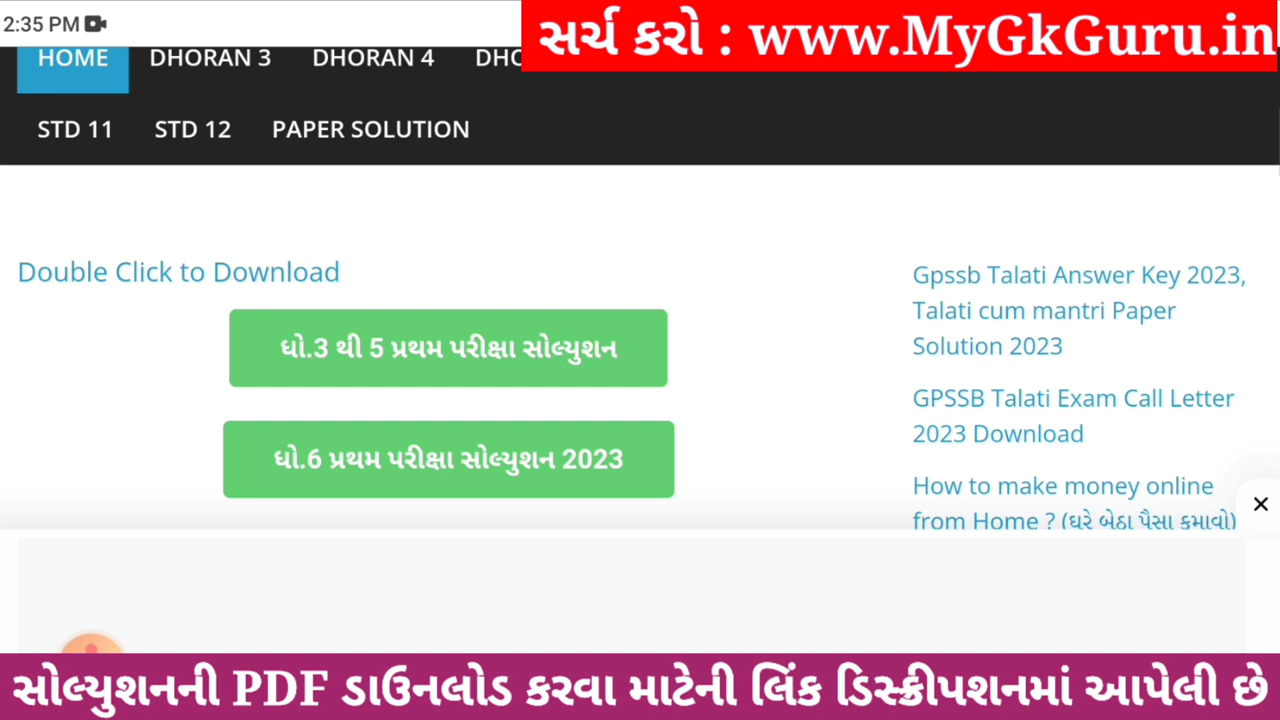 2:35 PM
સર્ચ કરો : www.MyGkGuru.in
HOME DHORAN 3 DHORAN 4
STD 11 STD 12 PAPER SOLUTION
Double Click to Download
ધો.3 થી 5 પ્રથમ પરીક્ષા સોલ્યુશન
ધો.6 પ્રથમ પરીક્ષા સોલ્યુશન 2023
Gpssb Talati Answer Key 2023,
Talati cum mantri Paper
Solution 2023
GPSSB Talati Exam Call Letter
2023 Download
How to make money online
from Home ? (ઘરે બેઠા પૈસા કમાવો)
સોલ્યુશનની PDF ડાઉનલોડ કરવા માટેની લિંક ડિસ્ક્રીપશનમાં આપેલી છે